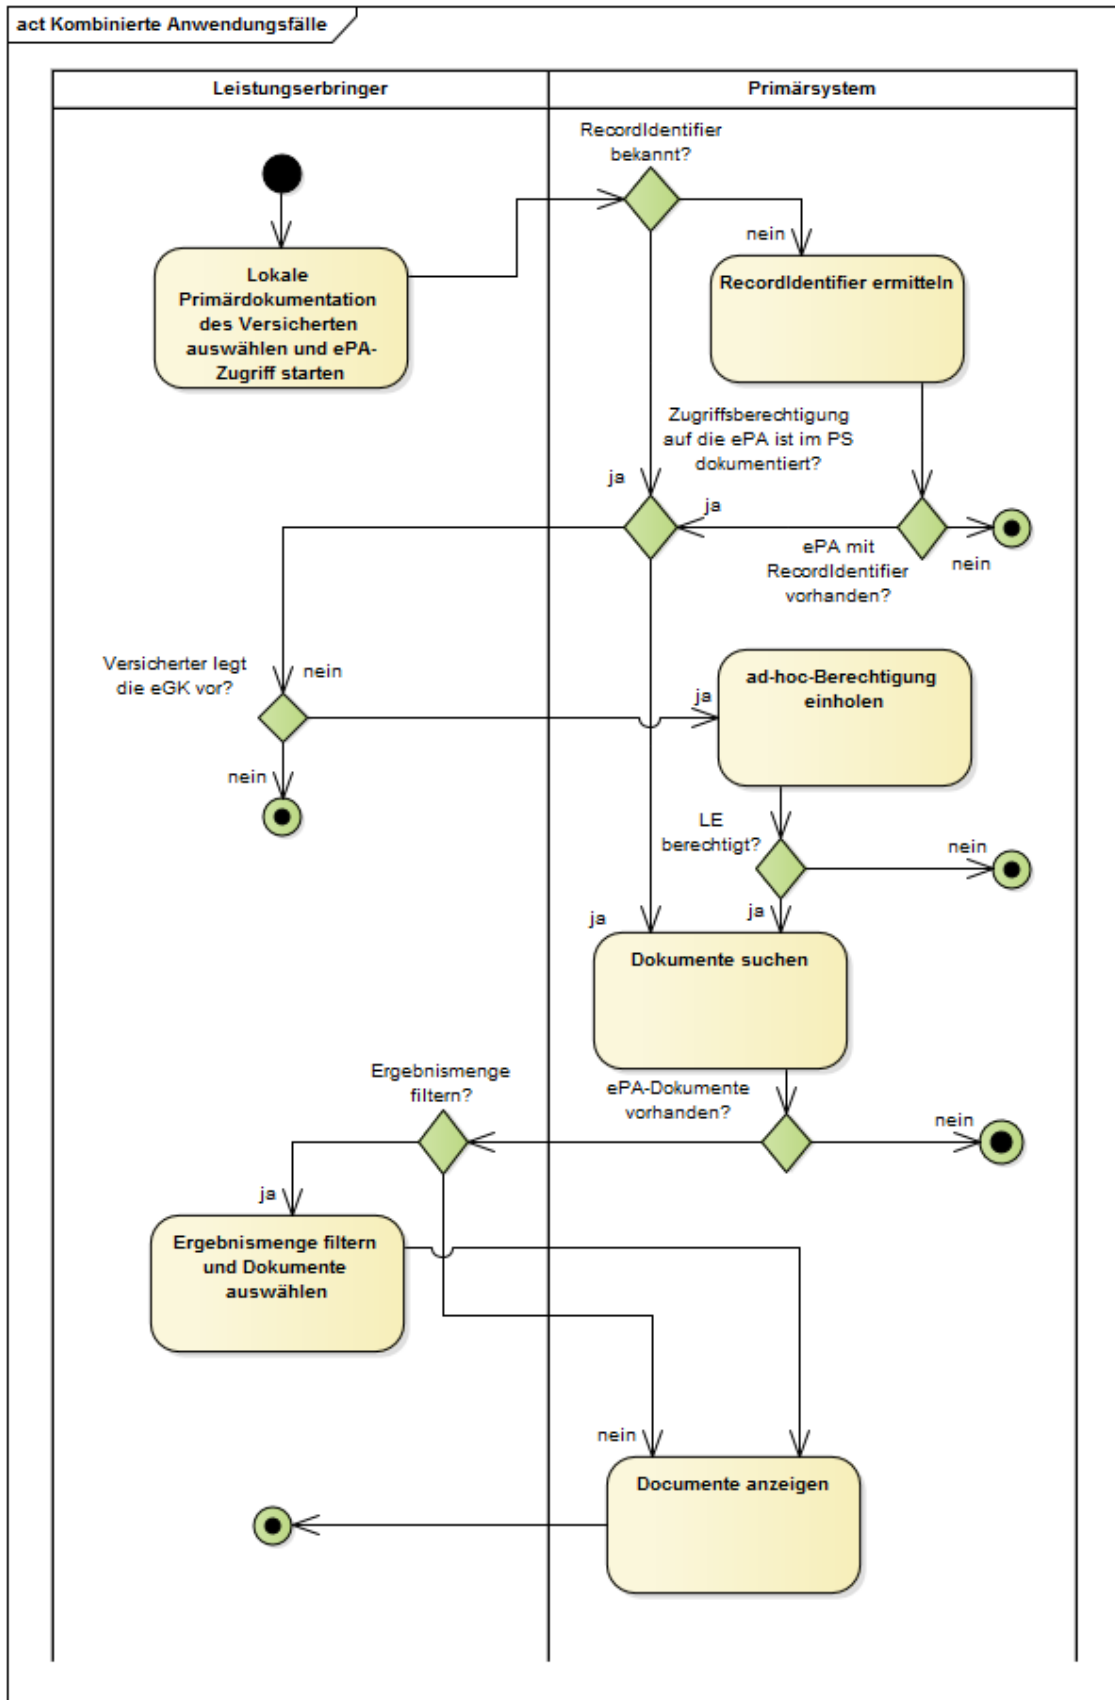 act Kombinierte Anwendungsfälle
Leistungserbringer
Primärsystem
RecordIdentifier
bekannt?
nein
Lokale
Primärdokumentation
des Versicherten
auswählen und ePA-
Zugriff starten
RecordIdentifier ermitteln
Zugriffsberechtigung
auf die ePA ist im PS
dokumentiert?
ja
ja
ePA mit
RecordIdentifier
vorhanden?
nein
Versicherter legt
die eGK vor?
nein
ja
ad-hoc-Berechtigung
einholen
nein
LE
berechtigt?
nein
ja
ja
Dokumente suchen
Ergebnismenge
filtern?
ePA-Dokumente
vorhanden?
nein
ja
Ergebnismenge filtern
und Dokumente
auswählen
nein
Documente anzeigen